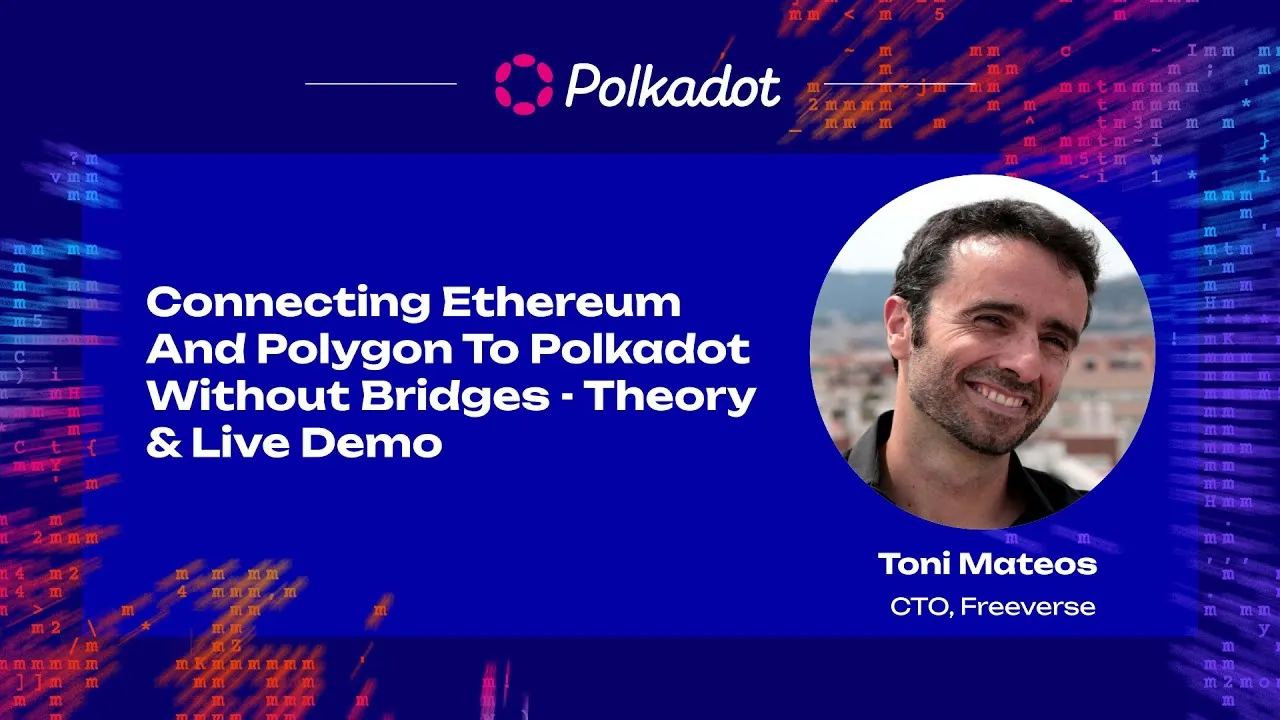 Polkadot
Connecting Ethereum
And Polygon To Polkadot
Without Bridges - Theory
& Live Demo
Toni Mateos
CTO, Freeverse